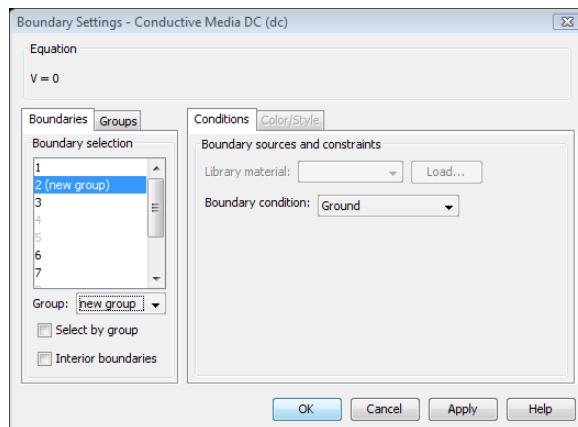 Boundary Settings - Conductive Media DC (dc)
Equation
V = 0
Boundaries Groups
Boundary selection
1
2 (new group)
3
4
5
6
7
Group: new group
Select by group
Interior boundaries
Conditions Color/Style
Boundary sources and constraints
Library material: Load...
Boundary condition: Ground
OK Cancel Apply Help